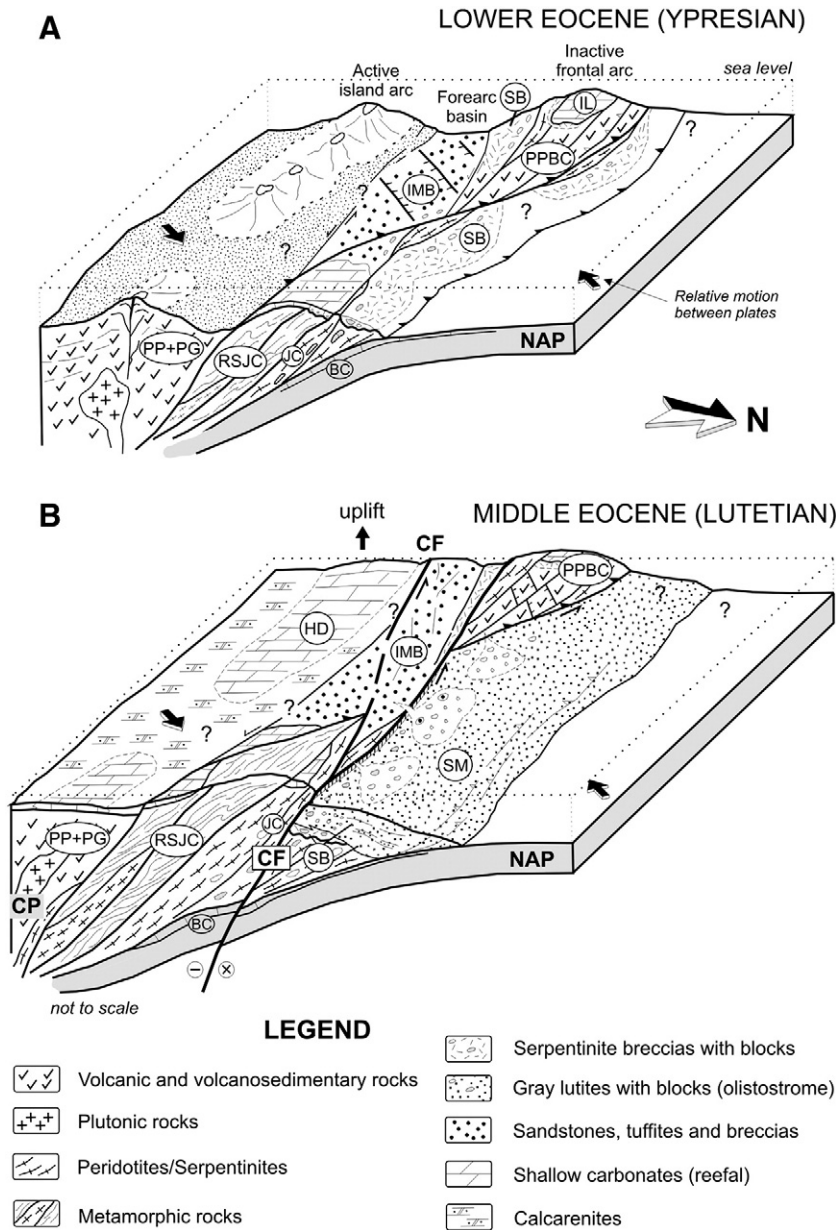 A
LOWER EOCENE (YPRESIAN)
Active
island arc
Forearc
basin
SB
Inactive
frontal arc
IL
sea level
?
PPBC
IMB
?
?
?
SB
Relative motion
between plates
PP+PG
RSJC
JC
BC
NAP
N
B
MIDDLE EOCENE (LUTETIAN)
uplift
CF
PPBC
?
?
?
HD
IMB
?
?
SM
PP+PG
RSJC
JC
CF
SB
NAP
CP
BC
not to scale
LEGEND
Volcanic and volcanosedimentary rocks
Plutonic rocks
Peridotites/Serpentinites
Metamorphic rocks
Serpentinite breccias with blocks
Gray lutites with blocks (olistostrome)
Sandstones, tuffites and breccias
Shallow carbonates (reefal)
Calcarenites